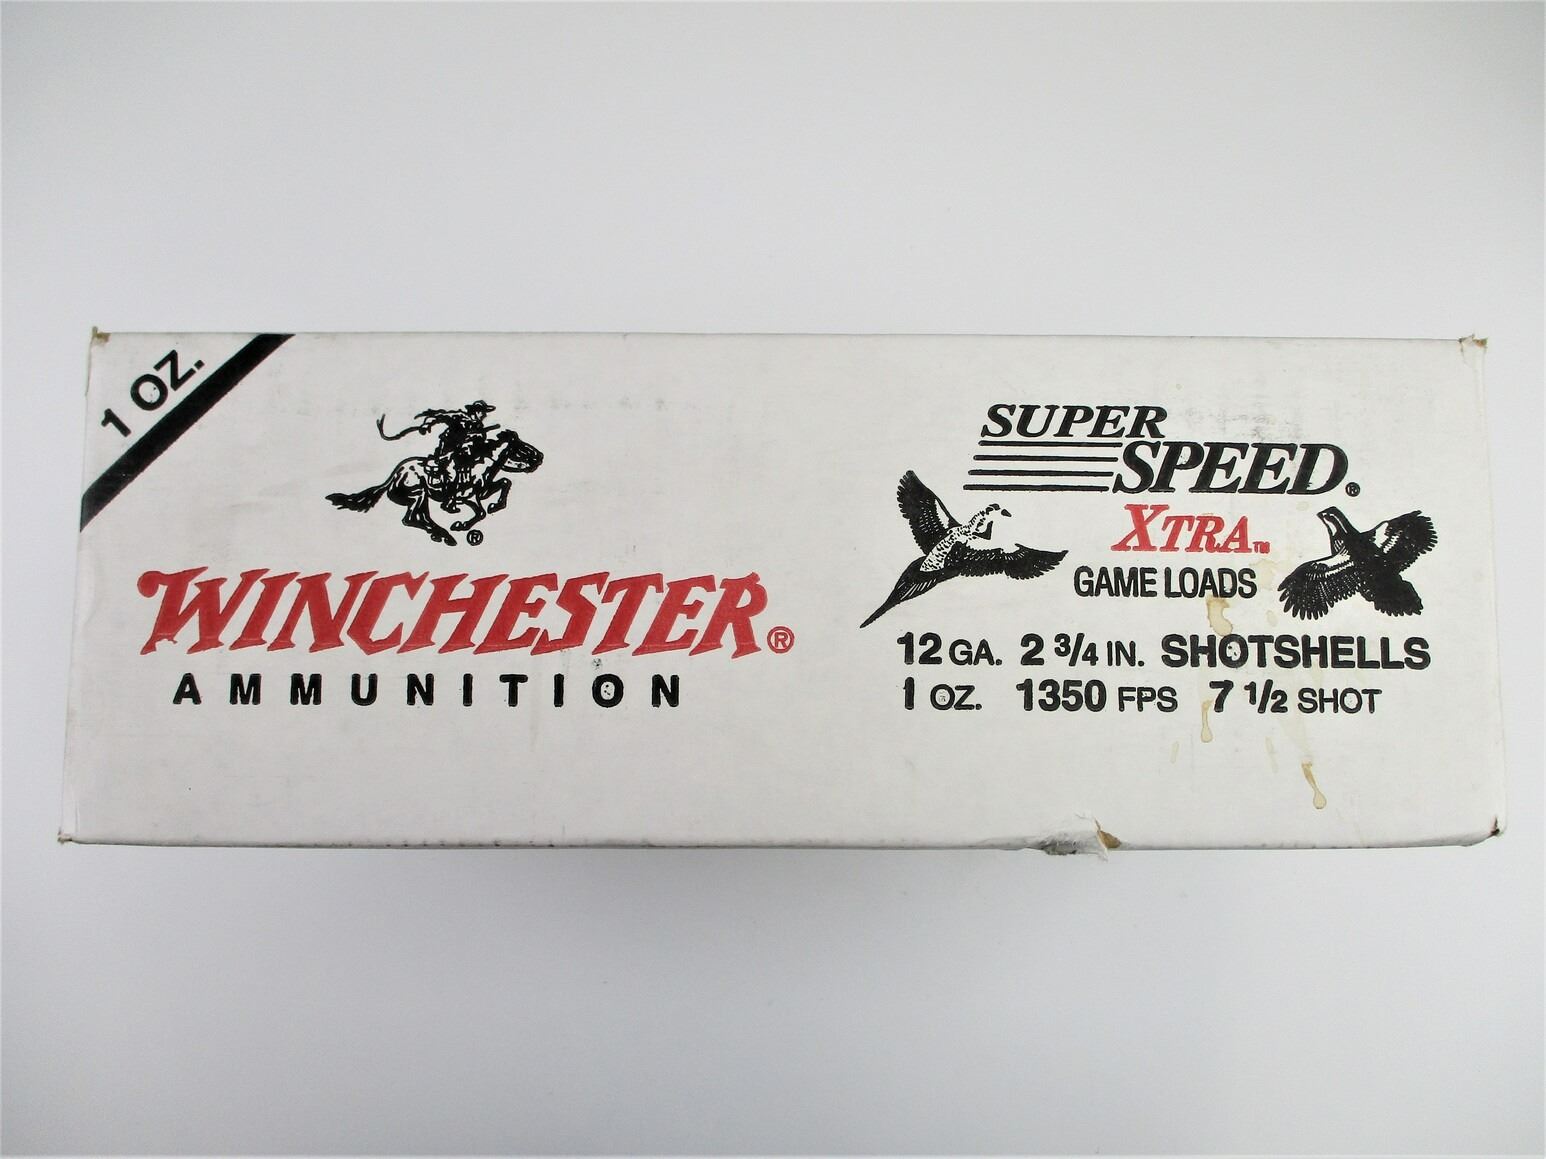 1 OZ.
®
WINCHESTER®
AMMUNITION
SUPER
SPEED®
XTRA™
GAME LOADS
12 GA. 2 3/4 IN. SHOTSHELLS
1 OZ. 1350 FPS 7 1/2 SHOT